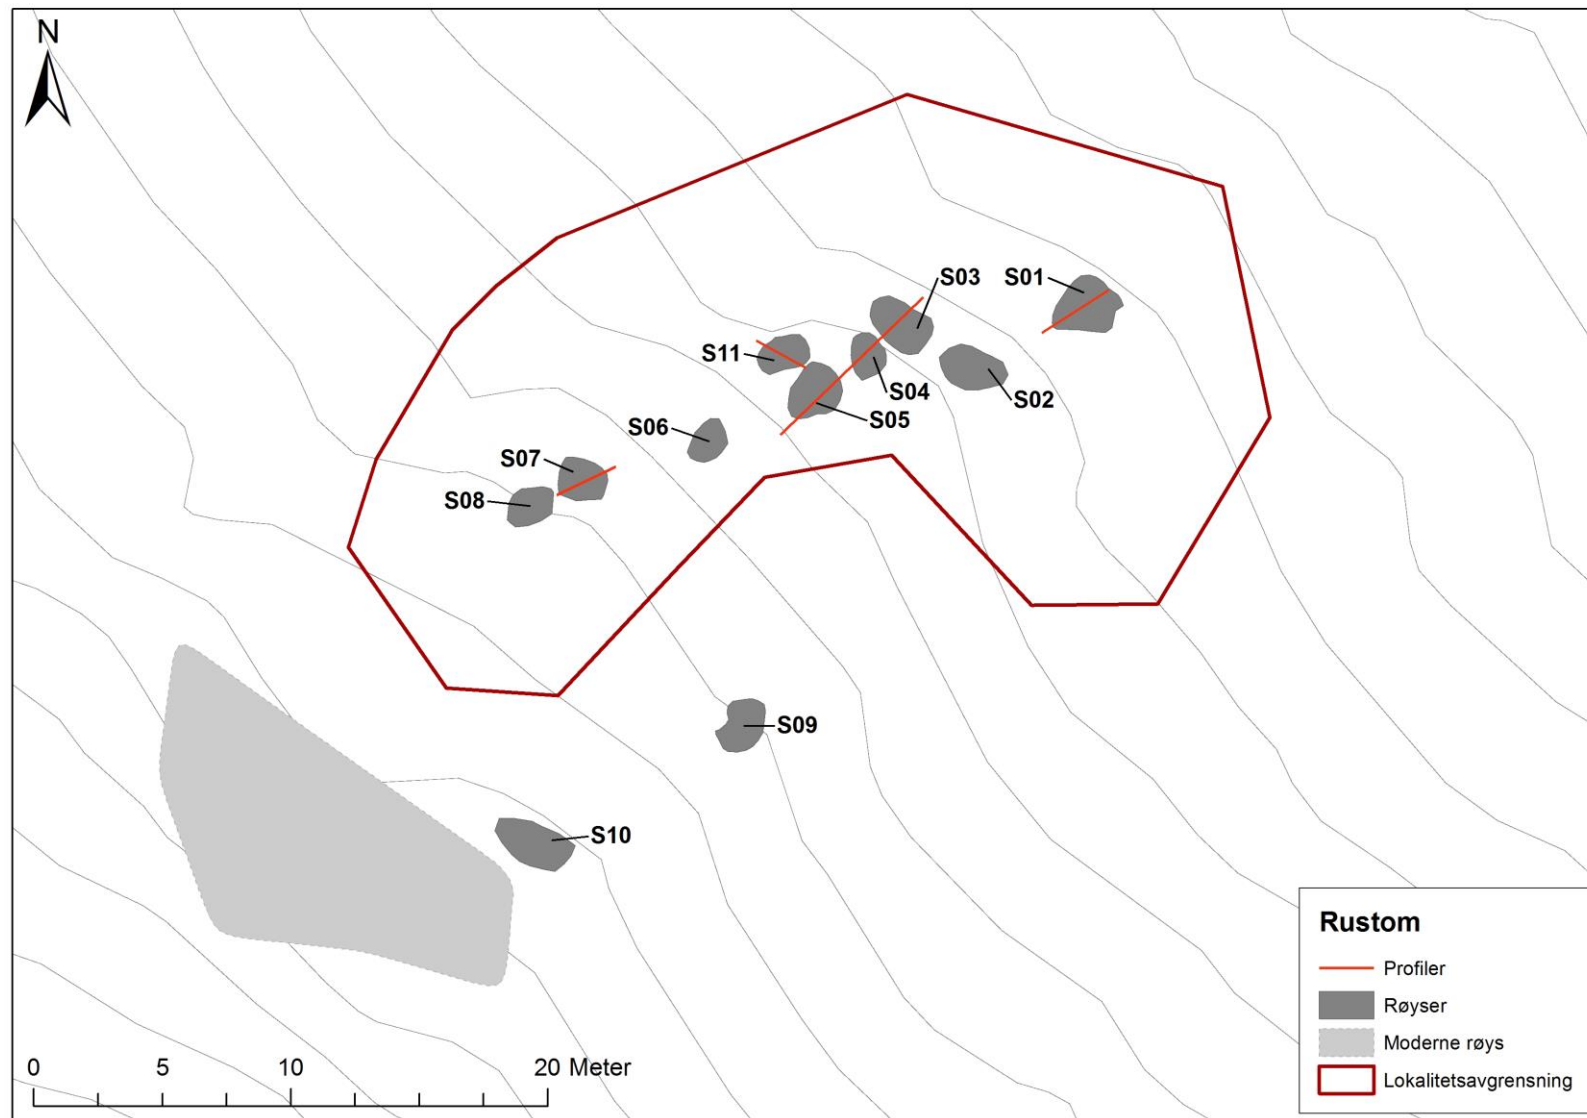 N
S03
S01
S11
S04
S02
S05
S06
S07
S08
S09
S10
Rustom
Profiler
Røyser
Moderne røys
Lokalitetsavgrensning
0 5 10 20 Meter